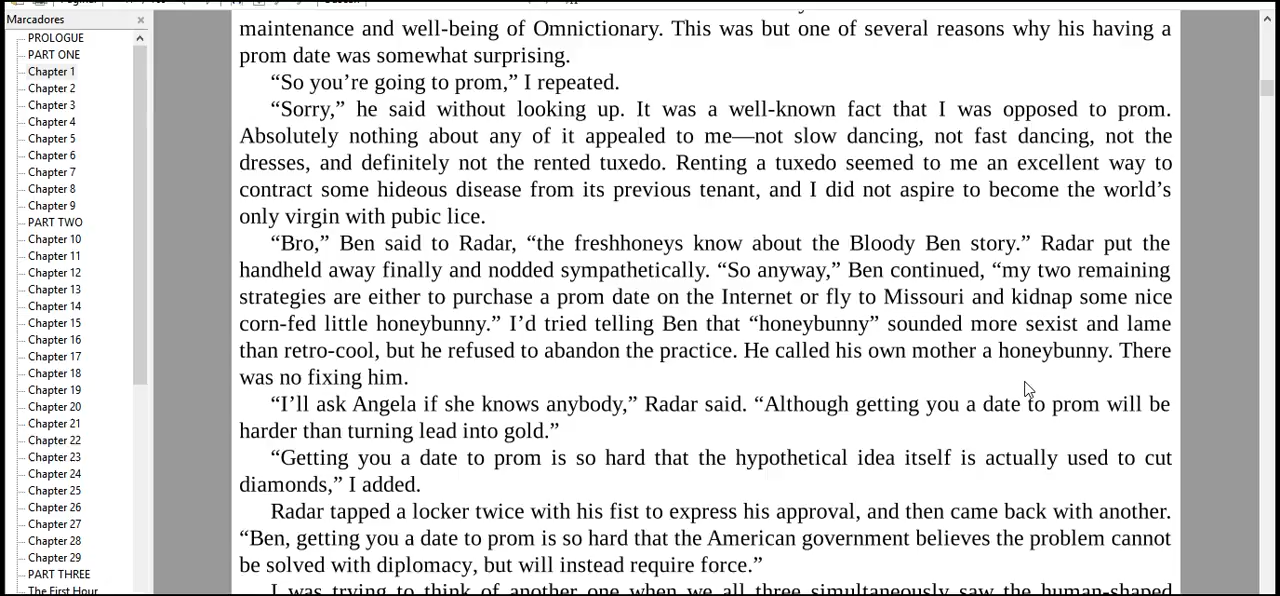 Marcadores
×
PROLOGUE
PART ONE
Chapter 1
Chapter 2
Chapter 3
Chapter 4
Chapter 5
Chapter 6
Chapter 7
Chapter 8
Chapter 9
PART TWO
Chapter 10
Chapter 11
Chapter 12
Chapter 13
Chapter 14
Chapter 15
Chapter 16
Chapter 17
Chapter 18
Chapter 19
Chapter 20
Chapter 21
Chapter 22
Chapter 23
Chapter 24
Chapter 25
Chapter 26
Chapter 27
Chapter 28
Chapter 29
PART THREE
The First Hour
maintenance and well-being of Omnictionary. This was but one of several reasons why his having a
prom date was somewhat surprising.
“So you’re going to prom,” I repeated.
“Sorry,” he said without looking up. It was a well-known fact that I was opposed to prom.
Absolutely nothing about any of it appealed to me—not slow dancing, not fast dancing, not the
dresses, and definitely not the rented tuxedo. Renting a tuxedo seemed to me an excellent way to
contract some hideous disease from its previous tenant, and I did not aspire to become the world’s
only virgin with pubic lice.
“Bro,” Ben said to Radar, “the freshhoneys know about the Bloody Ben story.” Radar put the
handheld away finally and nodded sympathetically. “So anyway,” Ben continued, “my two remaining
strategies are either to purchase a prom date on the Internet or fly to Missouri and kidnap some nice
corn-fed little honeybunny.” I’d tried telling Ben that “honeybunny” sounded more sexist and lame
than retro-cool, but he refused to abandon the practice. He called his own mother a honeybunny. There
was no fixing him.
“I’ll ask Angela if she knows anybody,” Radar said. “Although getting you a date to prom will be
harder than turning lead into gold.”
“Getting you a date to prom is so hard that the hypothetical idea itself is actually used to cut
diamonds,” I added.
Radar tapped a locker twice with his fist to express his approval, and then came back with another.
“Ben, getting you a date to prom is so hard that the American government believes the problem cannot
be solved with diplomacy, but will instead require force.”
I was trying to think of another one when we all three simultaneously saw the human-shaped